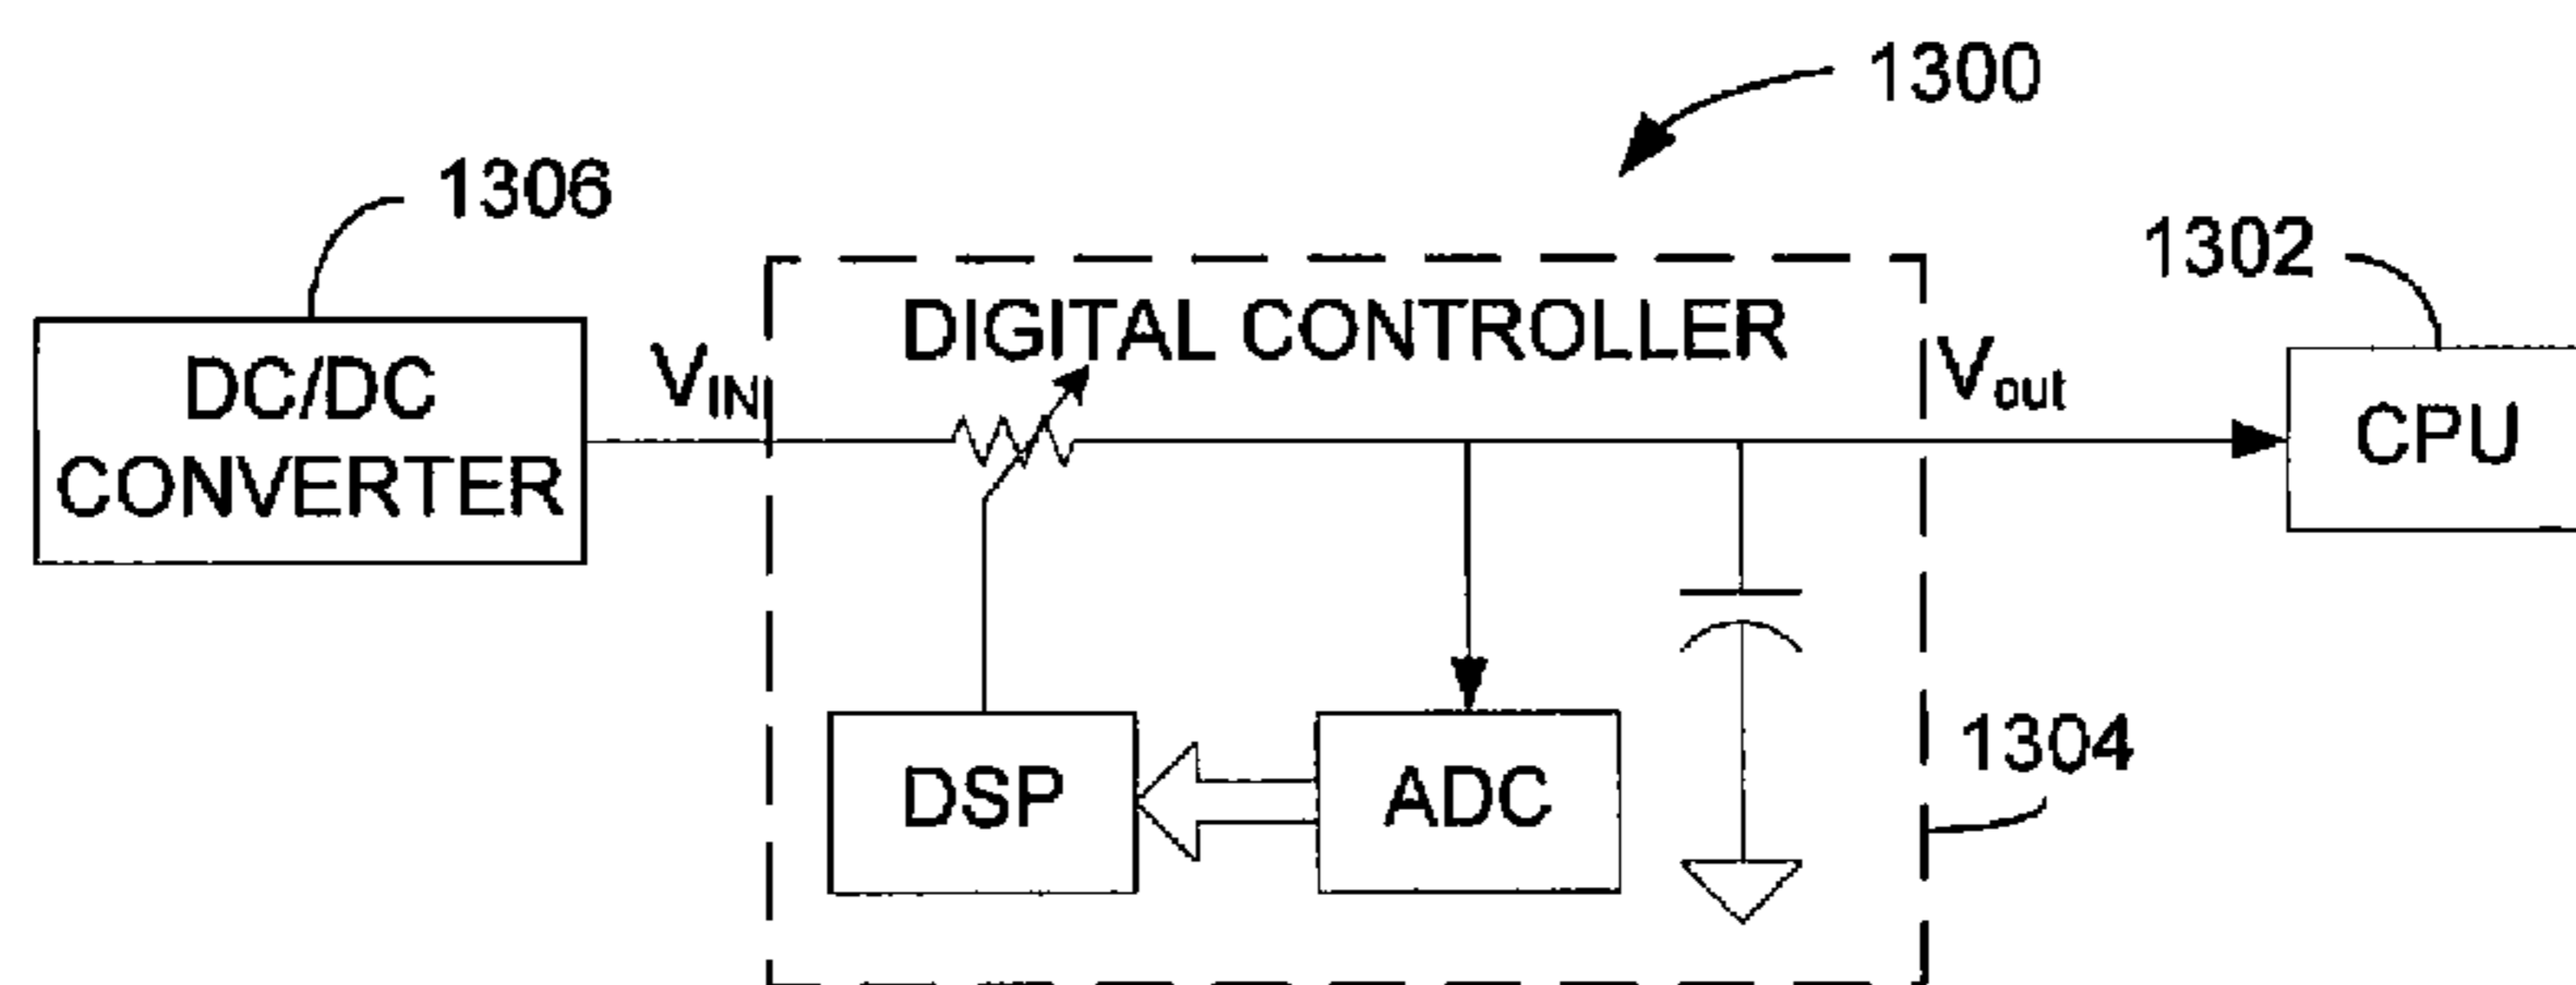 1300
1306
1302
DIGITAL CONTROLLER
DC/DC
CONVERTER
VIN
Vout
CPU
1304
DSP
ADC